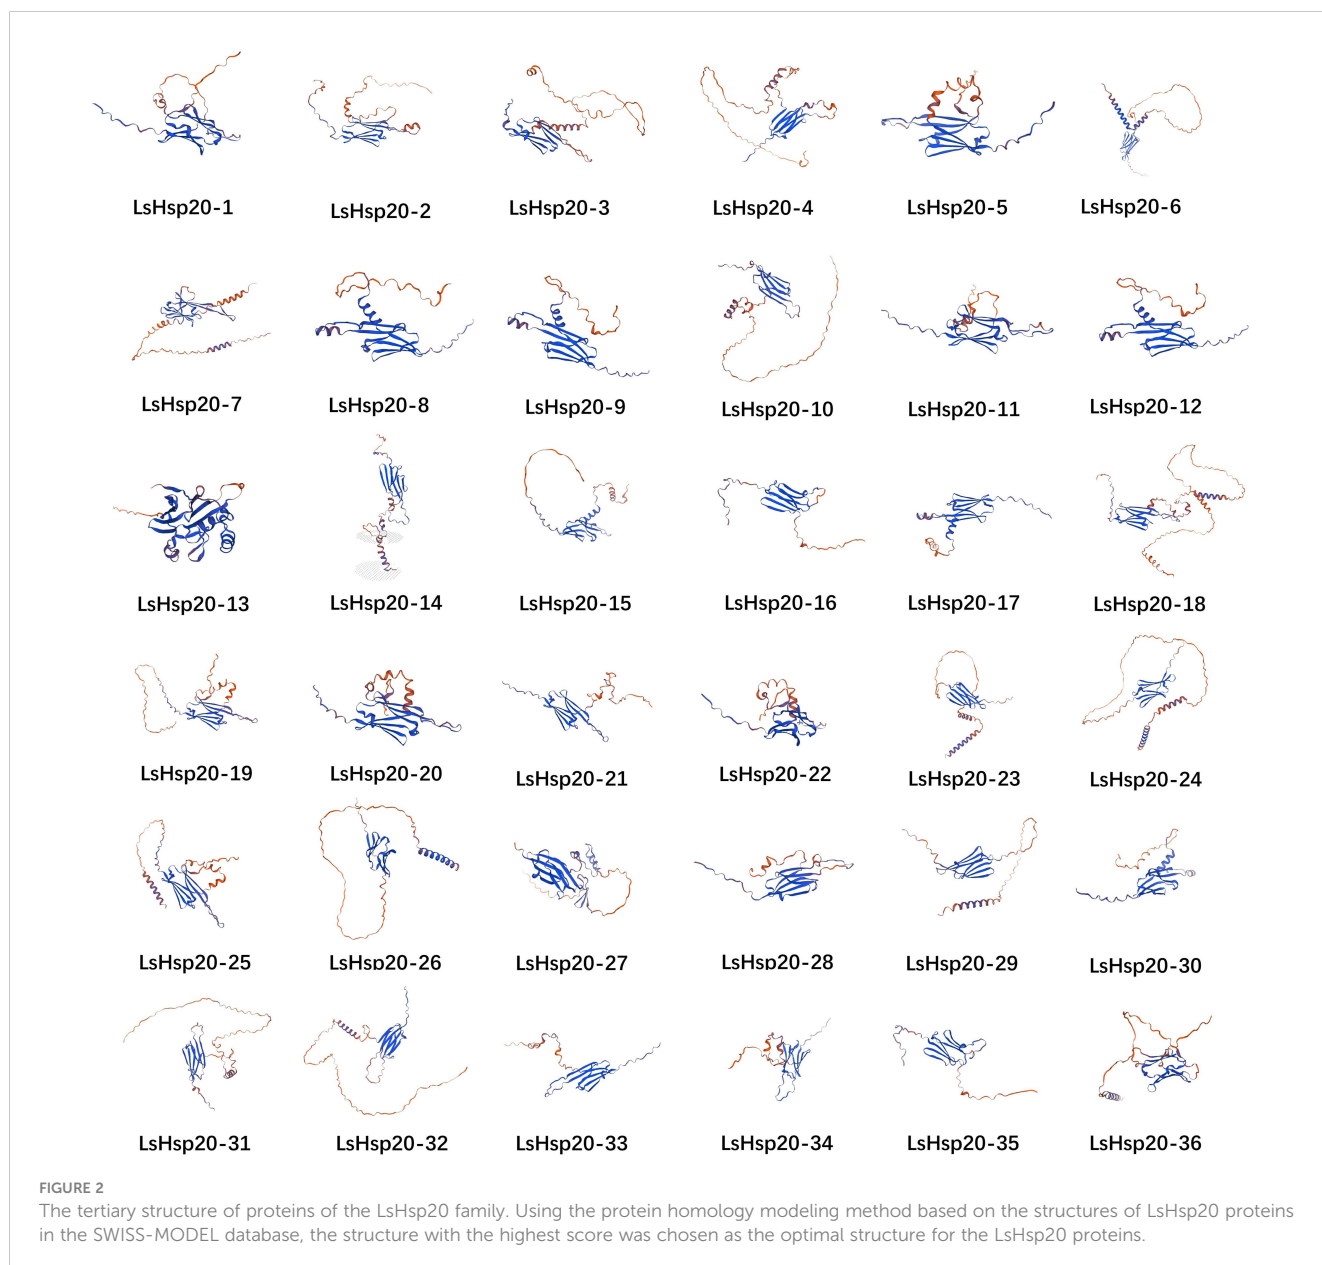 LsHsp20-1 LsHsp20-2 LsHsp20-3 LsHsp20-4 LsHsp20-5 LsHsp20-6
LsHsp20-7 LsHsp20-8 LsHsp20-9 LsHsp20-10 LsHsp20-11 LsHsp20-12
LsHsp20-13 LsHsp20-14 LsHsp20-15 LsHsp20-16 LsHsp20-17 LsHsp20-18
LsHsp20-19 LsHsp20-20 LsHsp20-21 LsHsp20-22 LsHsp20-23 LsHsp20-24
LsHsp20-25 LsHsp20-26 LsHsp20-27 LsHsp20-28 LsHsp20-29 LsHsp20-30
LsHsp20-31 LsHsp20-32 LsHsp20-33 LsHsp20-34 LsHsp20-35 LsHsp20-36
FIGURE 2
The tertiary structure of proteins of the LsHsp20 family. Using the protein homology modeling method based on the structures of LsHsp20 proteins
in the SWISS-MODEL database, the structure with the highest score was chosen as the optimal structure for the LsHsp20 proteins.